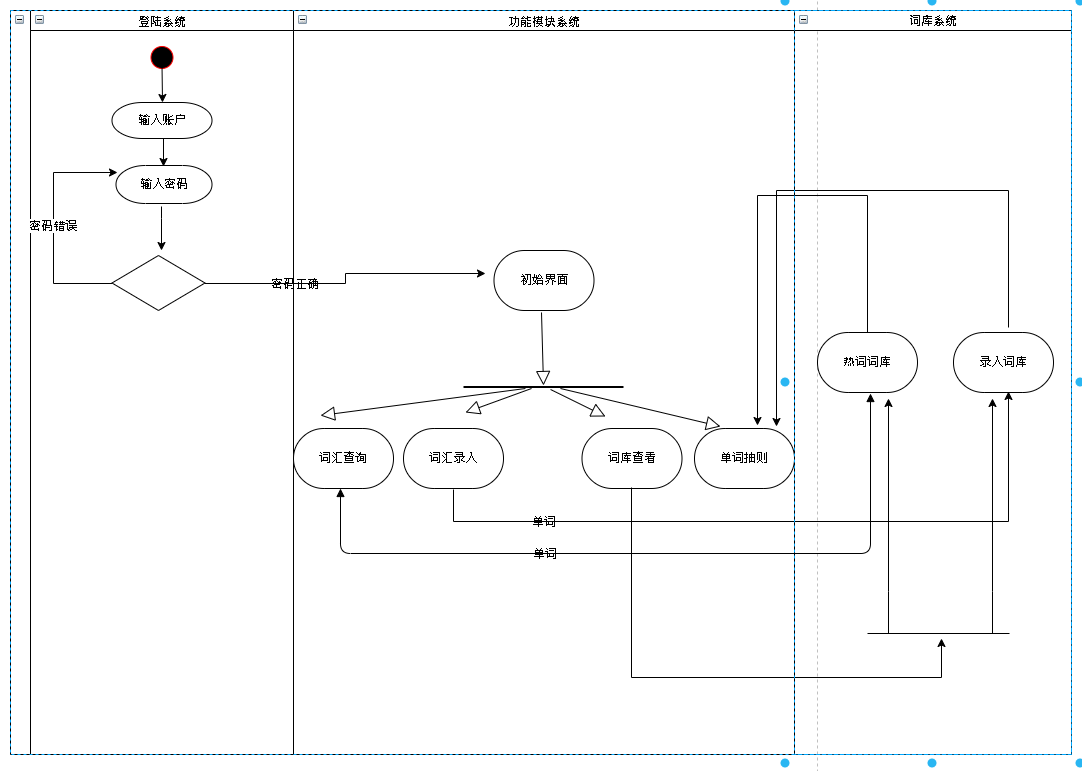 登陆系统
功能模块系统
词库系统
输入账户
输入密码
密码错误
密码正确
初始界面
热词词库
录入词库
词汇查询
词汇录入
词库查看
单词抽则
单词
单词